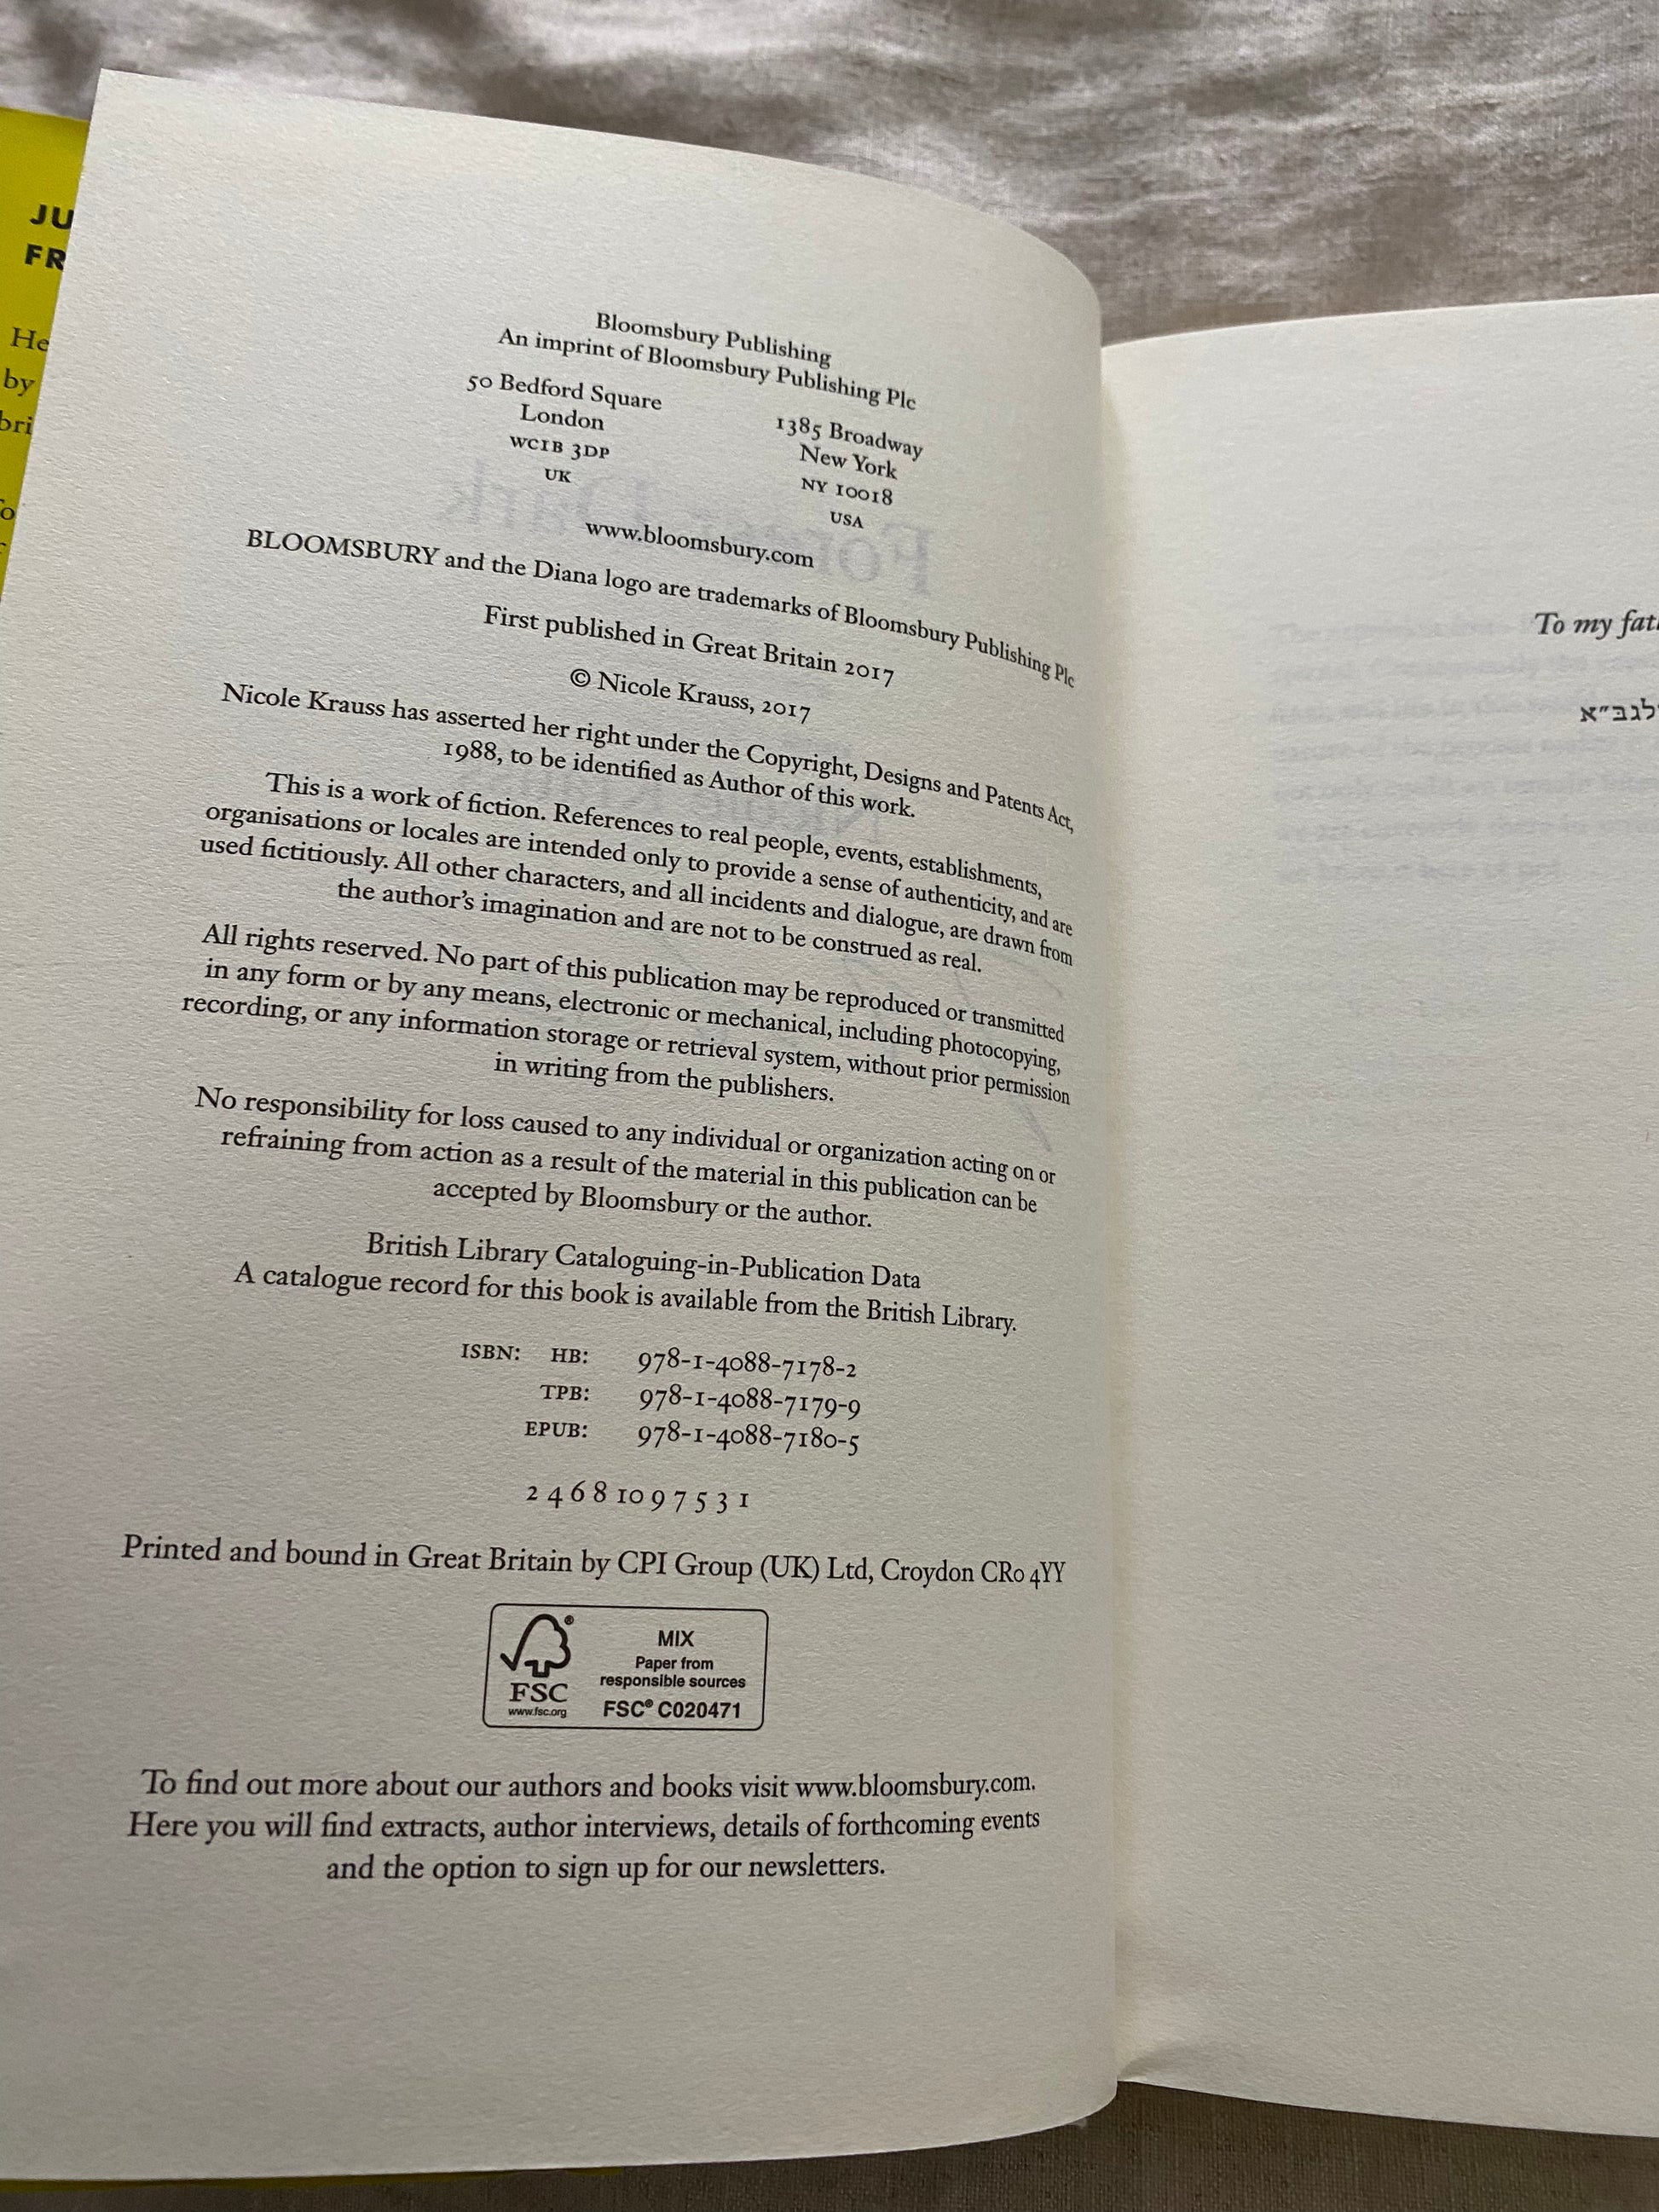 JU
FR
He
by
bri
Bloomsbury Publishing
An imprint of Bloomsbury Publishing Plc
50 Bedford Square
London
WC1B 3DP
UK
1385 Broadway
New York
NY 10018
USA
www.bloomsbury.com
BLOOMSBURY and the Diana logo are trademarks of Bloomsbury Publishing Plc
First published in Great Britain 2017
© Nicole Krauss, 2017
Nicole Krauss has asserted her right under the Copyright, Designs and Patents Act,
1988, to be identified as Author of this work.
This is a work of fiction. References to real people, events, establishments,
organisations or locales are intended only to provide a sense of authenticity, and are
used fictitiously. All other characters, and all incidents and dialogue, are drawn from
the author's imagination and are not to be construed as real.
All rights reserved. No part of this publication may be reproduced or transmitted
in any form or by any means, electronic or mechanical, including photocopying,
recording, or any information storage or retrieval system, without prior permission
in writing from the publishers.
No responsibility for loss caused to any individual or organization acting on or
refraining from action as a result of the material in this publication can be
accepted by Bloomsbury or the author.
British Library Cataloguing-in-Publication Data
A catalogue record for this book is available from the British Library.
ISBN: HB: 978-1-4088-7178-2
TPB: 978-1-4088-7179-9
EPUB: 978-1-4088-7180-5
2 4 6 8 10 9 7 5 3 1
Printed and bound in Great Britain by CPI Group (UK) Ltd, Croydon CR0 4YY
FSC®
www.fsc.org
MIX
Paper from
responsible sources
FSC® C020471
To find out more about our authors and books visit www.bloomsbury.com.
Here you will find extracts, author interviews, details of forthcoming events
and the option to sign up for our newsletters.
To my fat
לגב״א